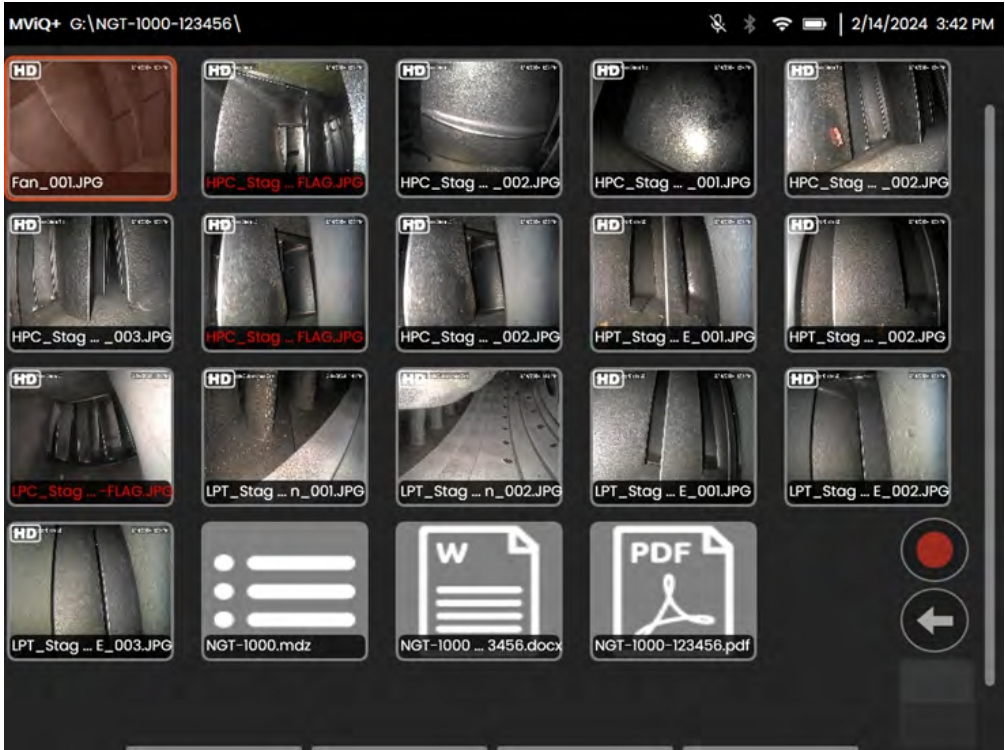 MViQ+ G:\NGT-1000-123456\ 2/14/2024 3:42 PM
HD HD HD HD HD
Fan_001.JPG HPC_Stag ... FLAG.JPG HPC_Stag ... _002.JPG HPC_Stag ... _001.JPG HPC_Stag ... _002.JPG
HD HD HD HD HD
HPC_Stag ... _003.JPG HPC_Stag ... FLAG.JPG HPC_Stag ... _002.JPG HPT_Stag ... E_001.JPG HPT_Stag ... _002.JPG
HD HD HD HD HD
LPC_Stag ... -FLAG.JPG LPT_Stag ... n_001.JPG LPT_Stag ... n_002.JPG LPT_Stag ... E_001.JPG LPT_Stag ... E_002.JPG
HD W PDF
LPT_Stag ... E_003.JPG NGT-1000.mdz NGT-1000 ... 3456.docx NGT-1000-123456.pdf